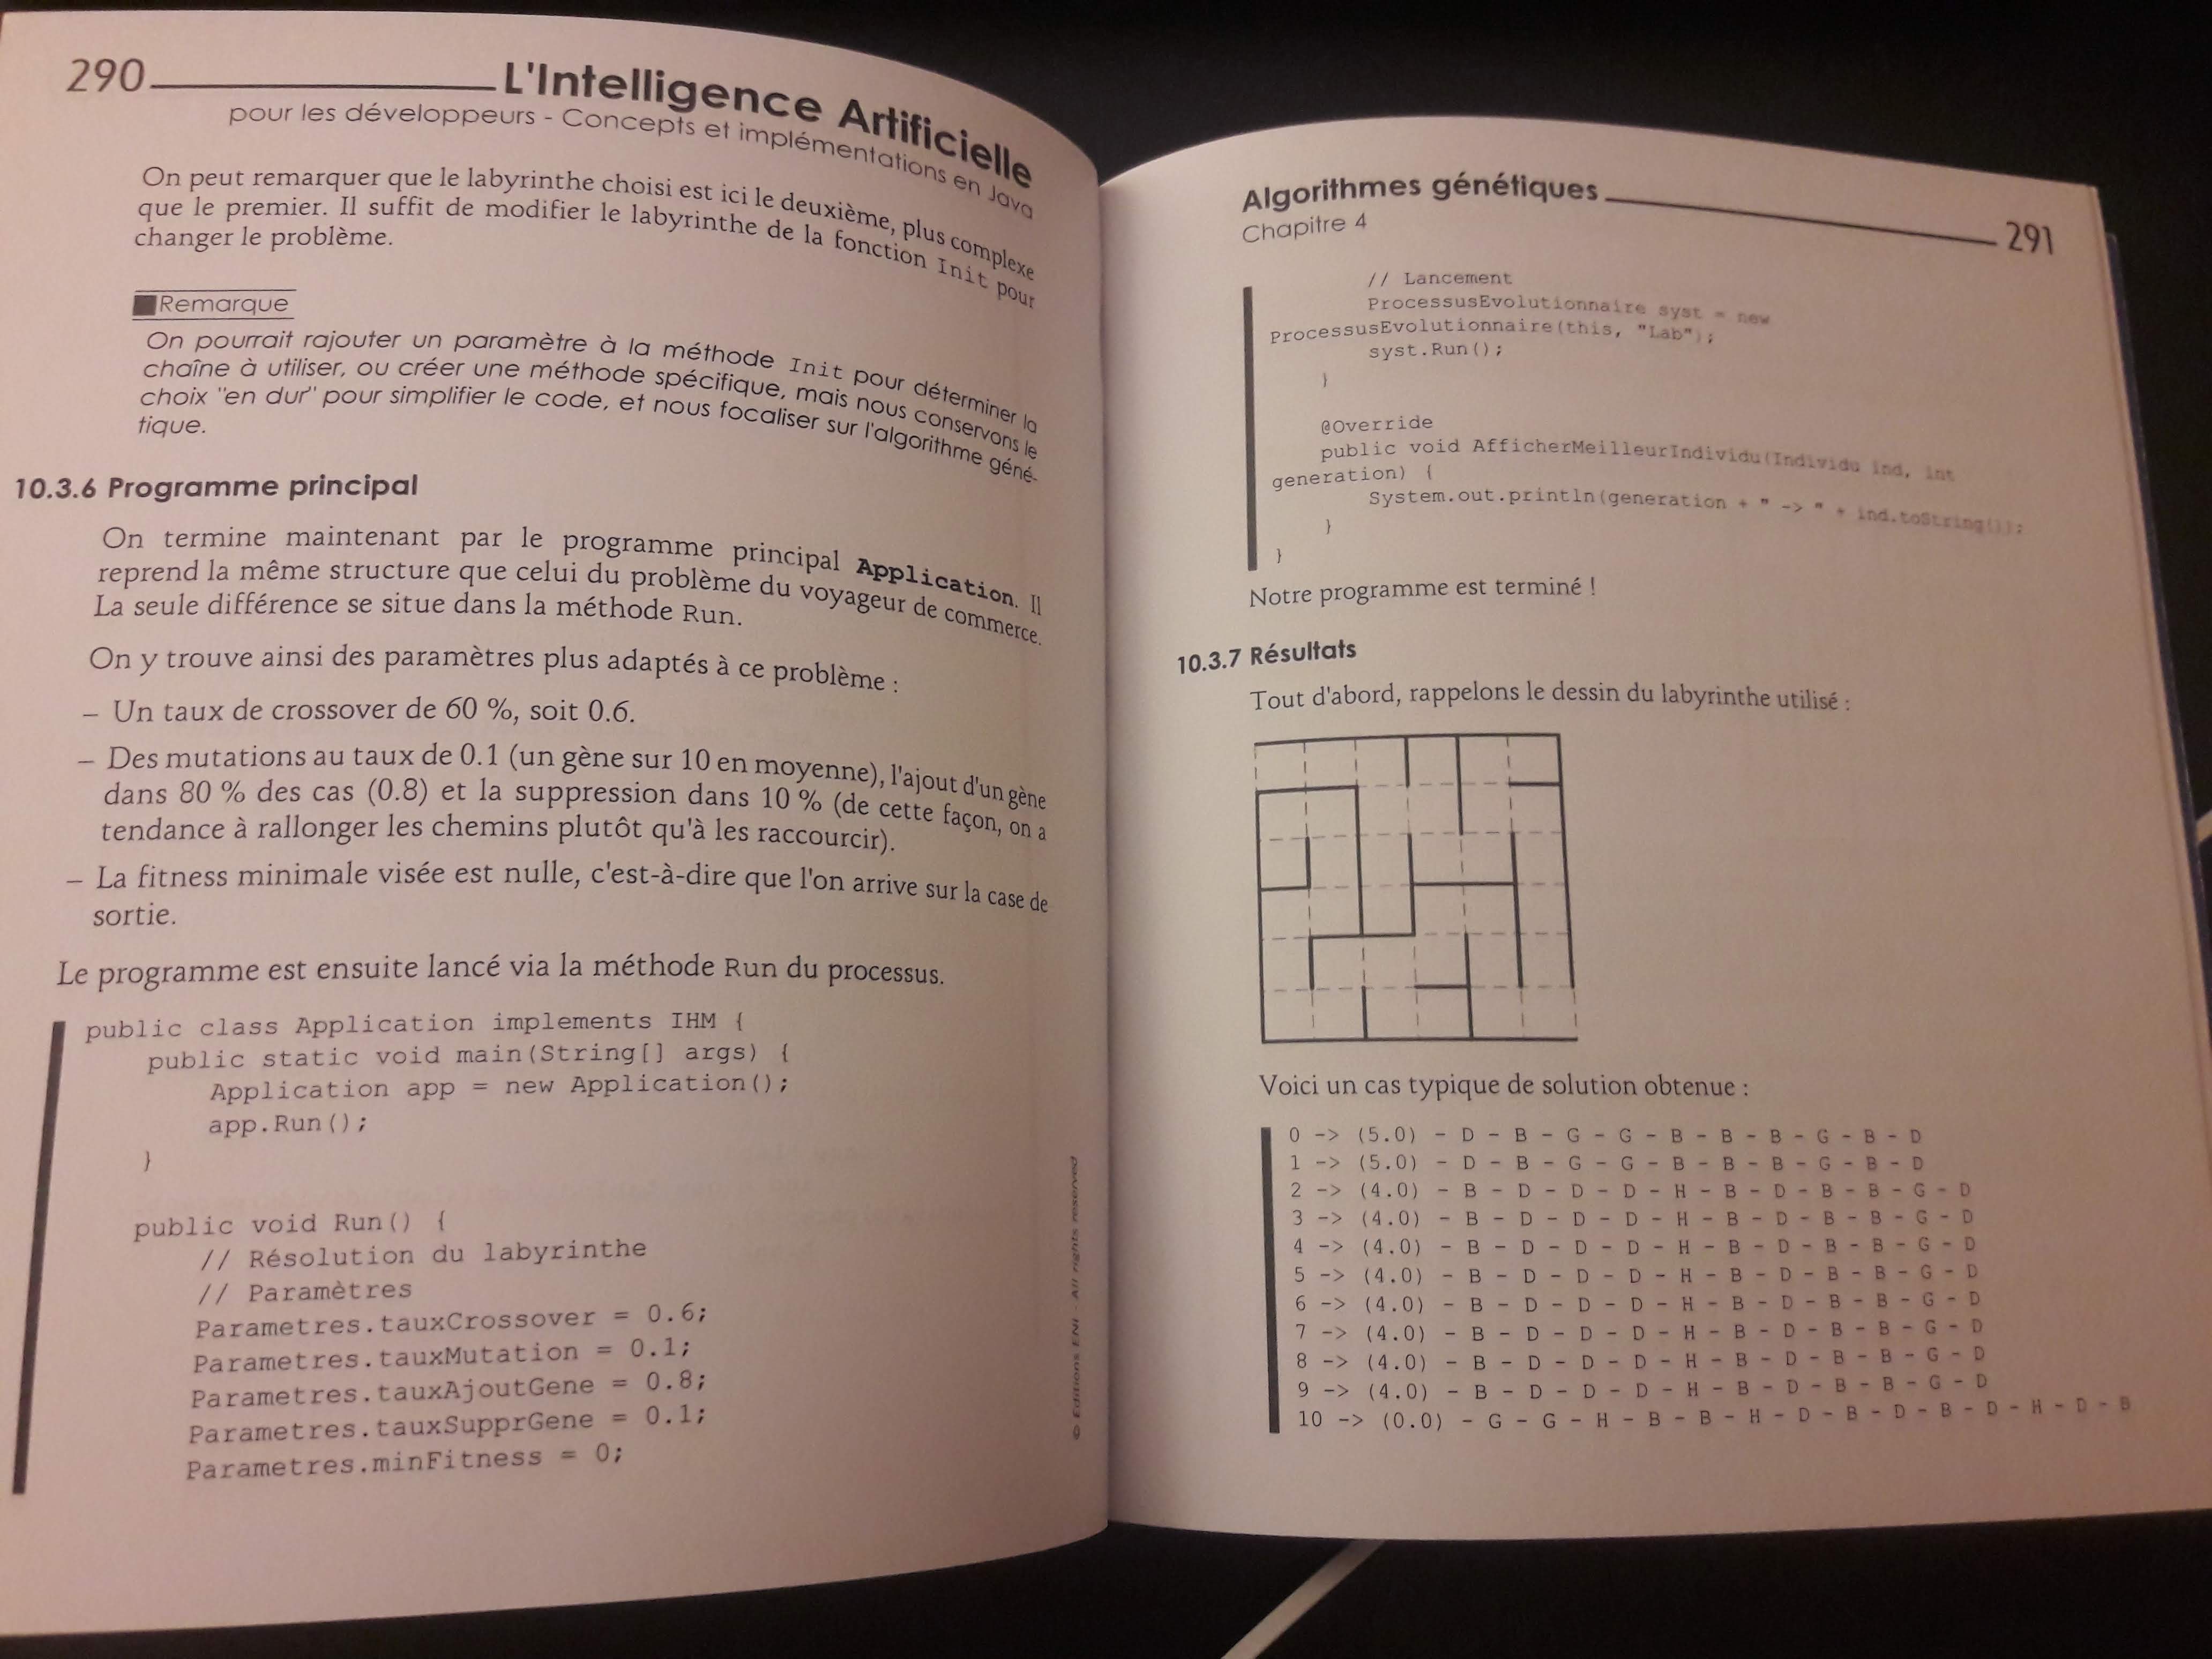 290
L'Intelligence Artificielle
pour les développeurs - Concepts et implémentations en Java
On peut remarquer que le labyrinthe choisi est ici le deuxième, plus complexe
que le premier. Il suffit de modifier le labyrinthe de la fonction Init pour
changer le problème.
Remarque
On pourrait rajouter un paramètre à la méthode Init pour déterminer la
chaîne à utiliser, ou créer une méthode spécifique, mais nous conservons le
choix "en dur" pour simplifier le code, et nous focaliser sur l'algorithme géné-
tique.
10.3.6 Programme principal
On termine maintenant par le programme principal Application. Il
reprend la même structure que celui du problème du voyageur de commerce.
La seule différence se situe dans la méthode Run.
On y trouve ainsi des paramètres plus adaptés à ce problème :
– Un taux de crossover de 60 %, soit 0.6.
– Des mutations au taux de 0.1 (un gène sur 10 en moyenne), l'ajout d'un gène
dans 80 % des cas (0.8) et la suppression dans 10 % (de cette façon, on a
tendance à rallonger les chemins plutôt qu'à les raccourcir).
– La fitness minimale visée est nulle, c'est-à-dire que l'on arrive sur la case de
sortie.
Le programme est ensuite lancé via la méthode Run du processus.
public class Application implements IHM {
public static void main(String[] args) {
Application app = new Application();
app.Run();
}
public void Run() {
// Résolution du labyrinthe
// Paramètres
Parametres.tauxCrossover = 0.6;
Parametres.tauxMutation = 0.1;
Parametres.tauxAjoutGene = 0.8;
Parametres.tauxSupprGene = 0.1;
Parametres.minFitness = 0;
© Editions ENI - All rights reserved
Algorithmes génétiques
Chapitre 4
291
// Lancement
ProcessusEvolutionnaire syst = new
ProcessusEvolutionnaire(this, "Lab");
syst.Run();
}
@Override
public void AfficherMeilleurIndividu(Individu ind, int
generation) {
System.out.println(generation + " -> " + ind.toString());
}
}
Notre programme est terminé !
10.3.7 Résultats
Tout d'abord, rappelons le dessin du labyrinthe utilisé :
Voici un cas typique de solution obtenue :
0 -> (5.0) - D - B - G - G - B - B - B - G - B - D
1 -> (5.0) - D - B - G - G - B - B - B - G - B - D
2 -> (4.0) - B - D - D - D - H - B - D - B - B - G - D
3 -> (4.0) - B - D - D - D - H - B - D - B - B - G - D
4 -> (4.0) - B - D - D - D - H - B - D - B - B - G - D
5 -> (4.0) - B - D - D - D - H - B - D - B - B - G - D
6 -> (4.0) - B - D - D - D - H - B - D - B - B - G - D
7 -> (4.0) - B - D - D - D - H - B - D - B - B - G - D
8 -> (4.0) - B - D - D - D - H - B - D - B - B - G - D
9 -> (4.0) - B - D - D - D - H - B - D - B - B - G - D
10 -> (0.0) - G - G - H - B - B - H - D - B - D - B - D - H - D - B